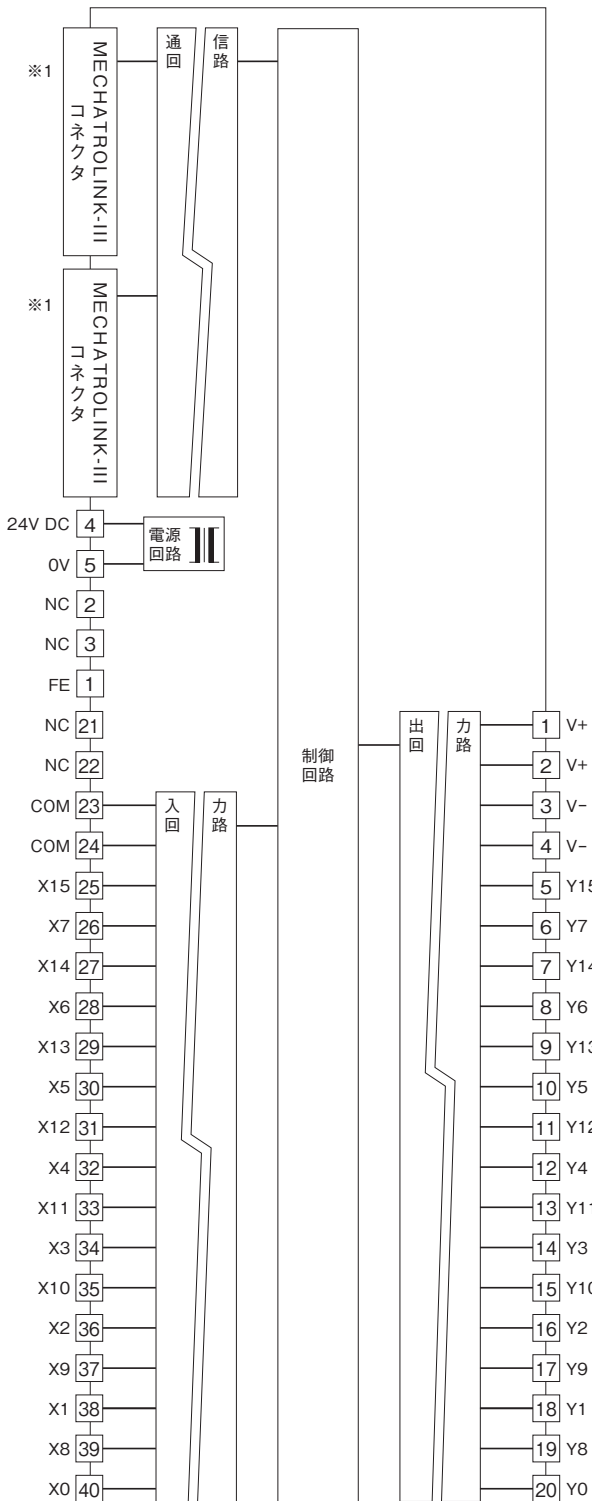 ※1
MECHATROLINK-III
コネクタ
通信
回路
※1
MECHATROLINK-III
コネクタ
24V DC 4
0V 5
電源
回路
NC 2
NC 3
FE 1
NC 21
NC 22
COM 23
COM 24
X15 25
X7 26
X14 27
X6 28
X13 29
X5 30
X12 31
X4 32
X11 33
X3 34
X10 35
X2 36
X9 37
X1 38
X8 39
X0 40
入力
回路
制御
回路
出力
回路
1 V+
2 V+
3 V−
4 V−
5 Y15
6 Y7
7 Y14
8 Y6
9 Y13
10 Y5
11 Y12
12 Y4
13 Y11
14 Y3
15 Y10
16 Y2
17 Y9
18 Y1
19 Y8
20 Y0